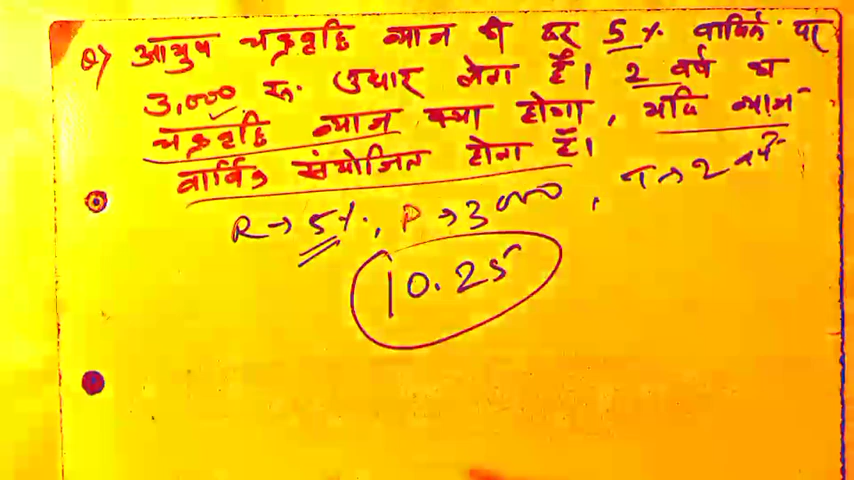 Q) आयुष चक्रवृद्धि ब्याज की दर 5% वार्षिक पर
3,000 रू. उधार लेता है। 2 वर्ष का
चक्रवृद्धि ब्याज क्या होगा, यदि ब्याज
वार्षिक संयोजित होता है।
R→ 5%, P→3000, T→2 वर्ष
10.25